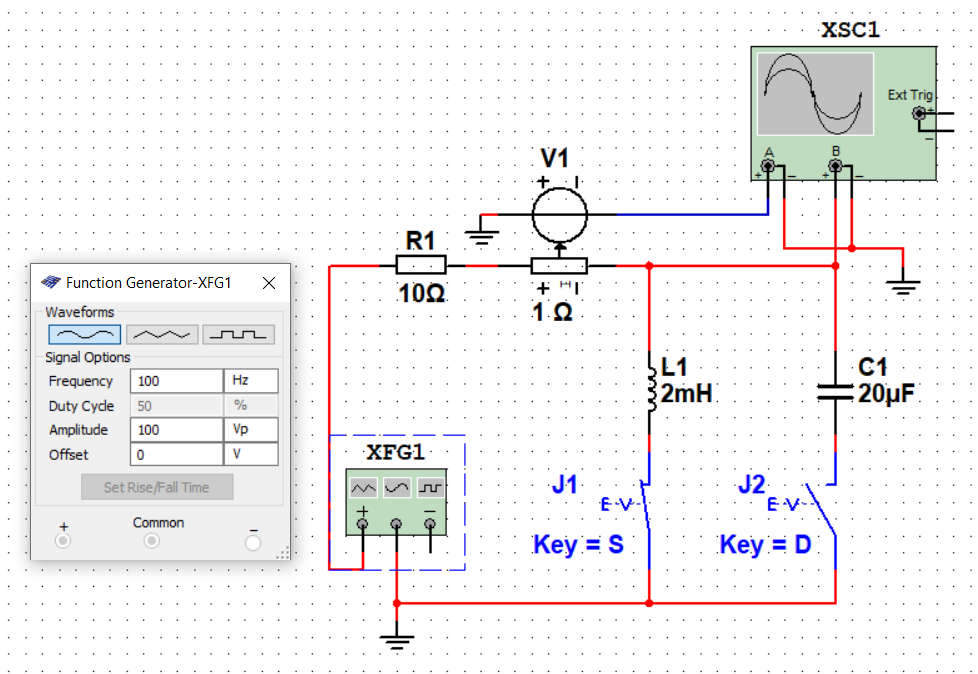 XSC1
Ext Trig
+
−
A
B
+ −
+ −
V1
+ −
R1
10Ω
+ −
1 Ω
Function Generator-XFG1
Waveforms
Signal Options
Frequency 100 Hz
Duty Cycle 50 %
Amplitude 100 Vp
Offset 0 V
Set Rise/Fall Time
+ Common −
XFG1
+ −
L1
2mH
C1
20µF
J1
E V
Key = S
J2
E V
Key = D